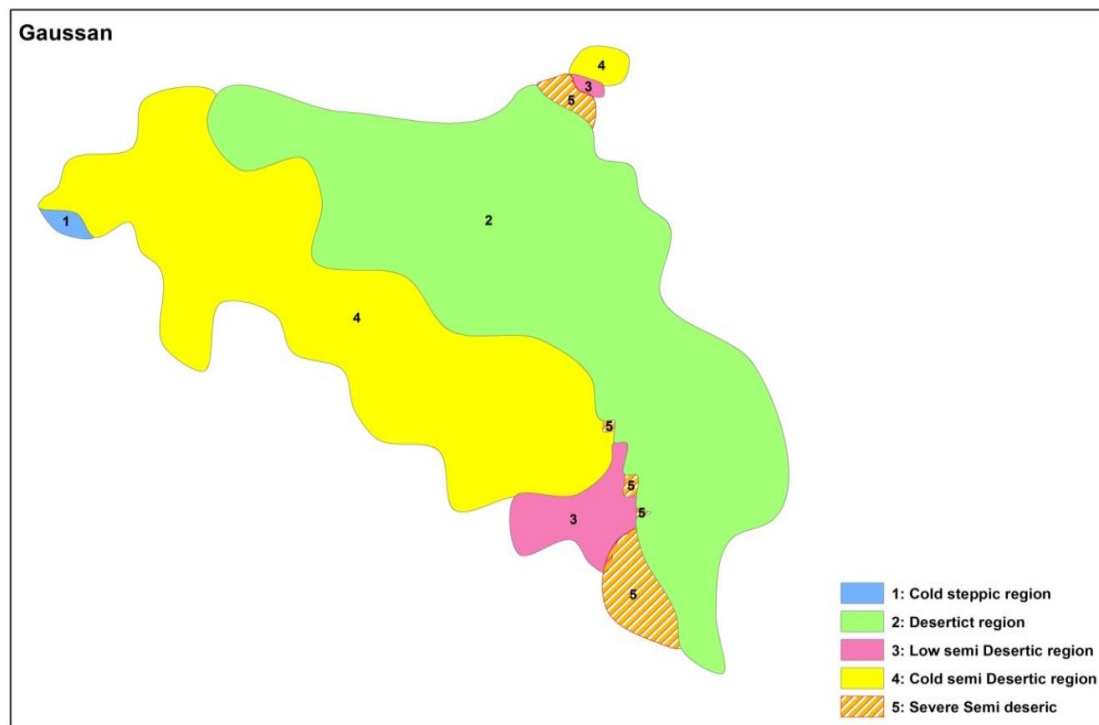 Gaussan
4
3
5
1
2
4
5
5
5
3
5
1: Cold steppic region
2: Desertict region
3: Low semi Desertic region
4: Cold semi Desertic region
5: Severe Semi deseric